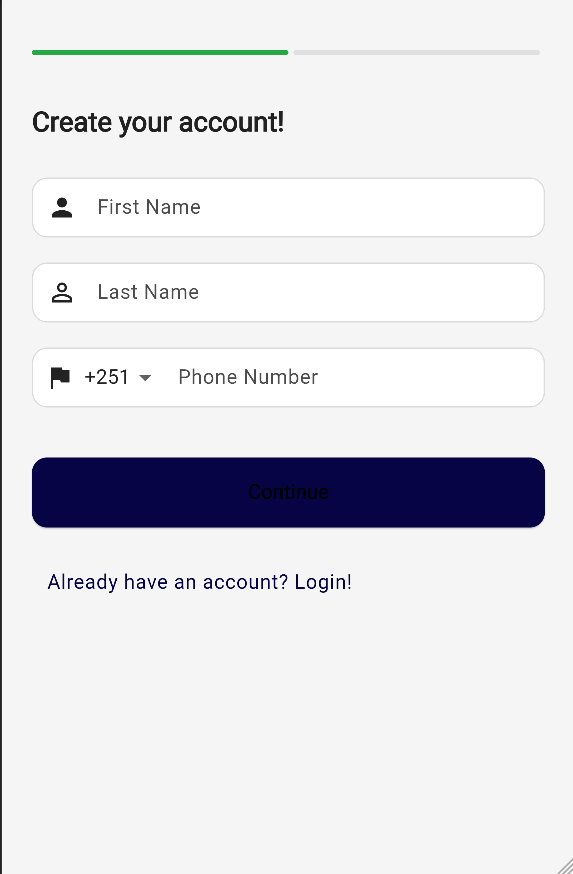 Create your account!
First Name
Last Name
+251 Phone Number
Continue
Already have an account? Login!